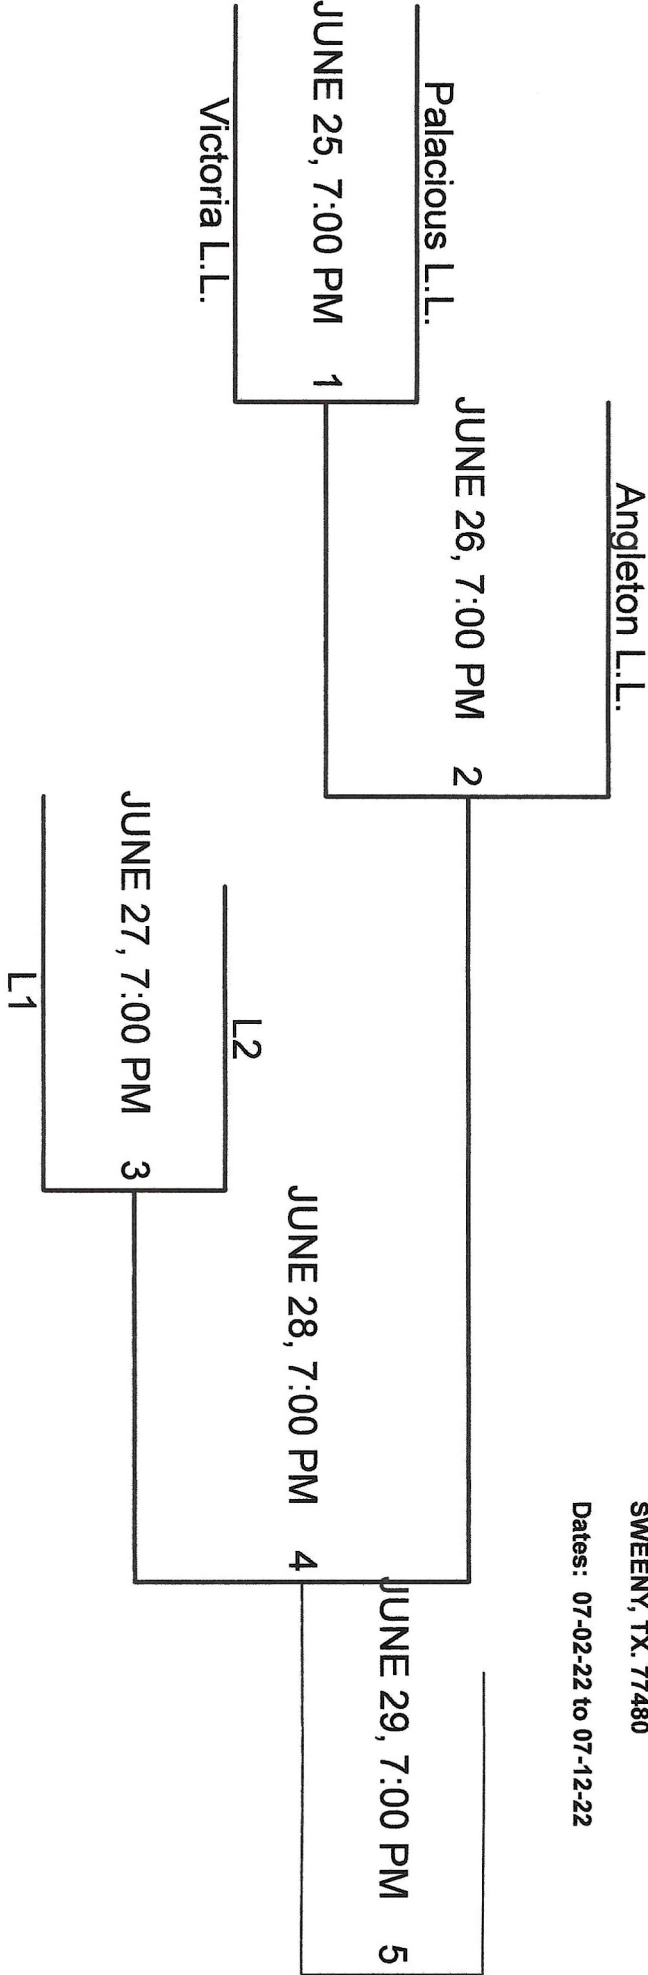 SWEENY, TX. 77480
Dates: 07-02-22 to 07-12-22
Angleton L.L.
JUNE 26, 7:00 PM 2
Palacious L.L.
JUNE 25, 7:00 PM 1
Victoria L.L.
JUNE 29, 7:00 PM 5
JUNE 28, 7:00 PM 4
L2
JUNE 27, 7:00 PM 3
L1